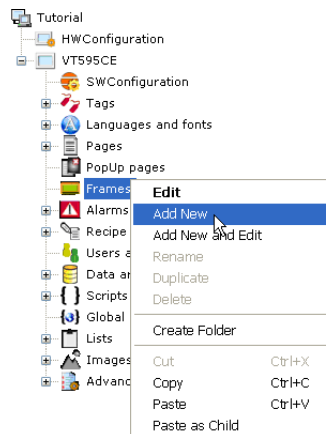 Tutorial
HWConfiguration
VT595CE
SWConfiguration
Tags
Languages and fonts
Pages
PopUp pages
Frames
Alarms
Recipe
Users a
Data ar
Scripts
Global
Lists
Images
Advanc
Edit
Add New
Add New and Edit
Rename
Duplicate
Delete
Create Folder
Cut Ctrl+X
Copy Ctrl+C
Paste Ctrl+V
Paste as Child